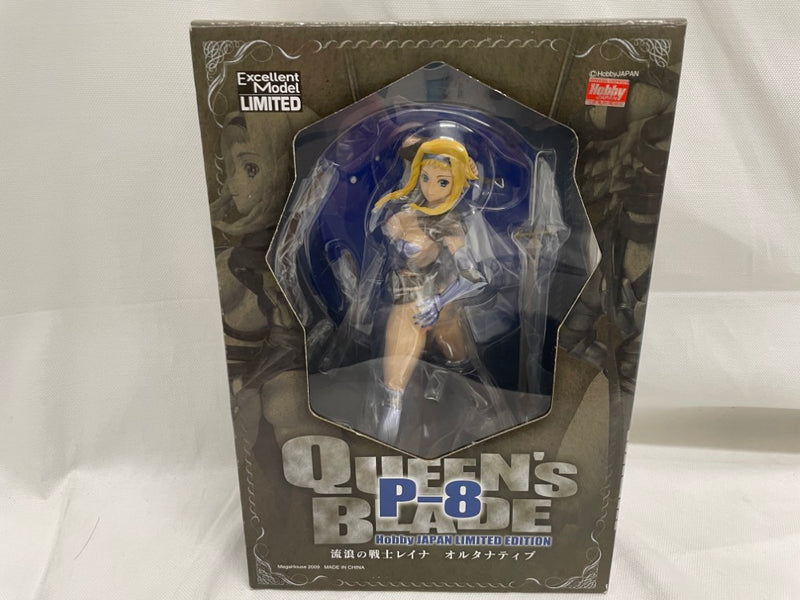 Excellent
Model
LIMITED
©HobbyJAPAN
Hobby
JAPAN
QUEEN'S
P-8
BLADE
Hobby JAPAN LIMITED EDITION
流浪の戦士レイナ オルタナティブ
MegaHouse 2009 MADE IN CHINA